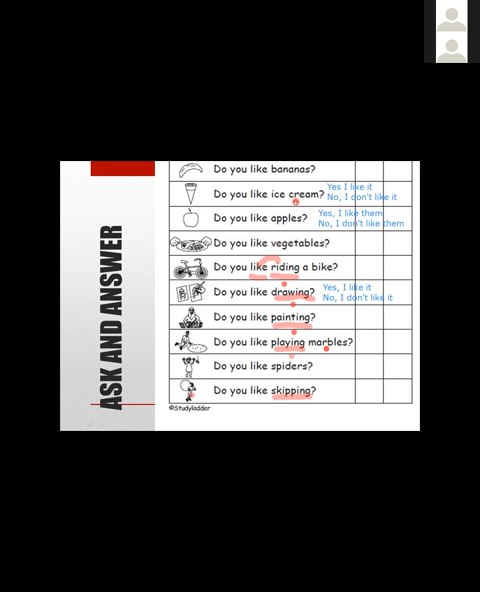 ASK AND ANSWER
Do you like bananas?
Do you like ice cream? Yes I like it
No, I don't like it
Do you like apples? Yes, I like them
No, I don't like them
Do you like vegetables?
Do you like riding a bike?
Do you like drawing? Yes, I like it
No, I don't like it
Do you like painting?
Do you like playing marbles?
Do you like spiders?
Do you like skipping?
©Studyladder